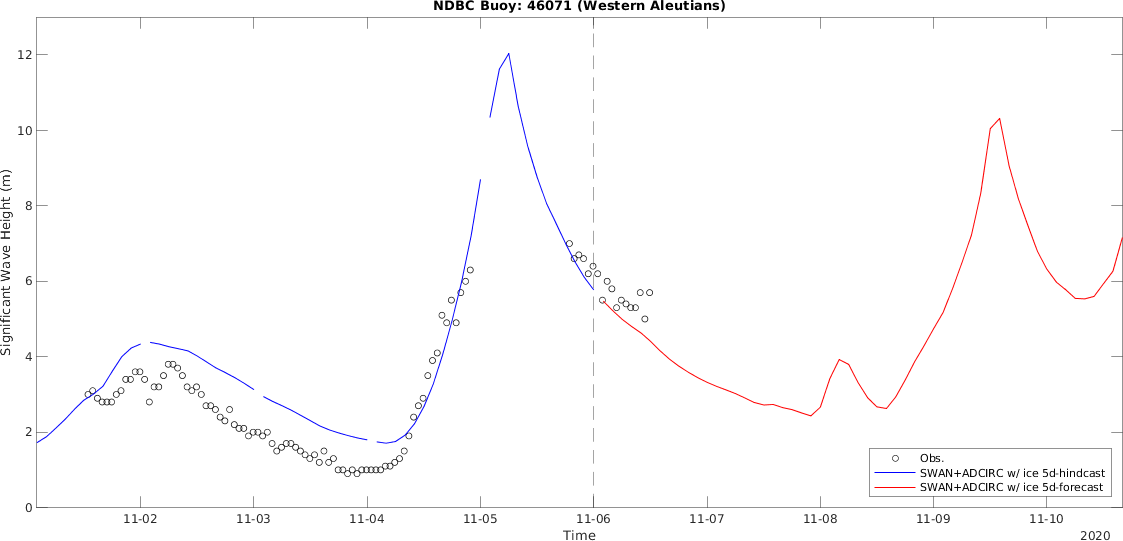 NDBC Buoy: 46071 (Western Aleutians)
Significant Wave Height (m)
12
10
8
6
4
2
0
Obs.
SWAN+ADCIRC w/ ice 5d-hindcast
SWAN+ADCIRC w/ ice 5d-forecast
11-02 11-03 11-04 11-05 11-06 11-07 11-08 11-09 11-10
Time
2020